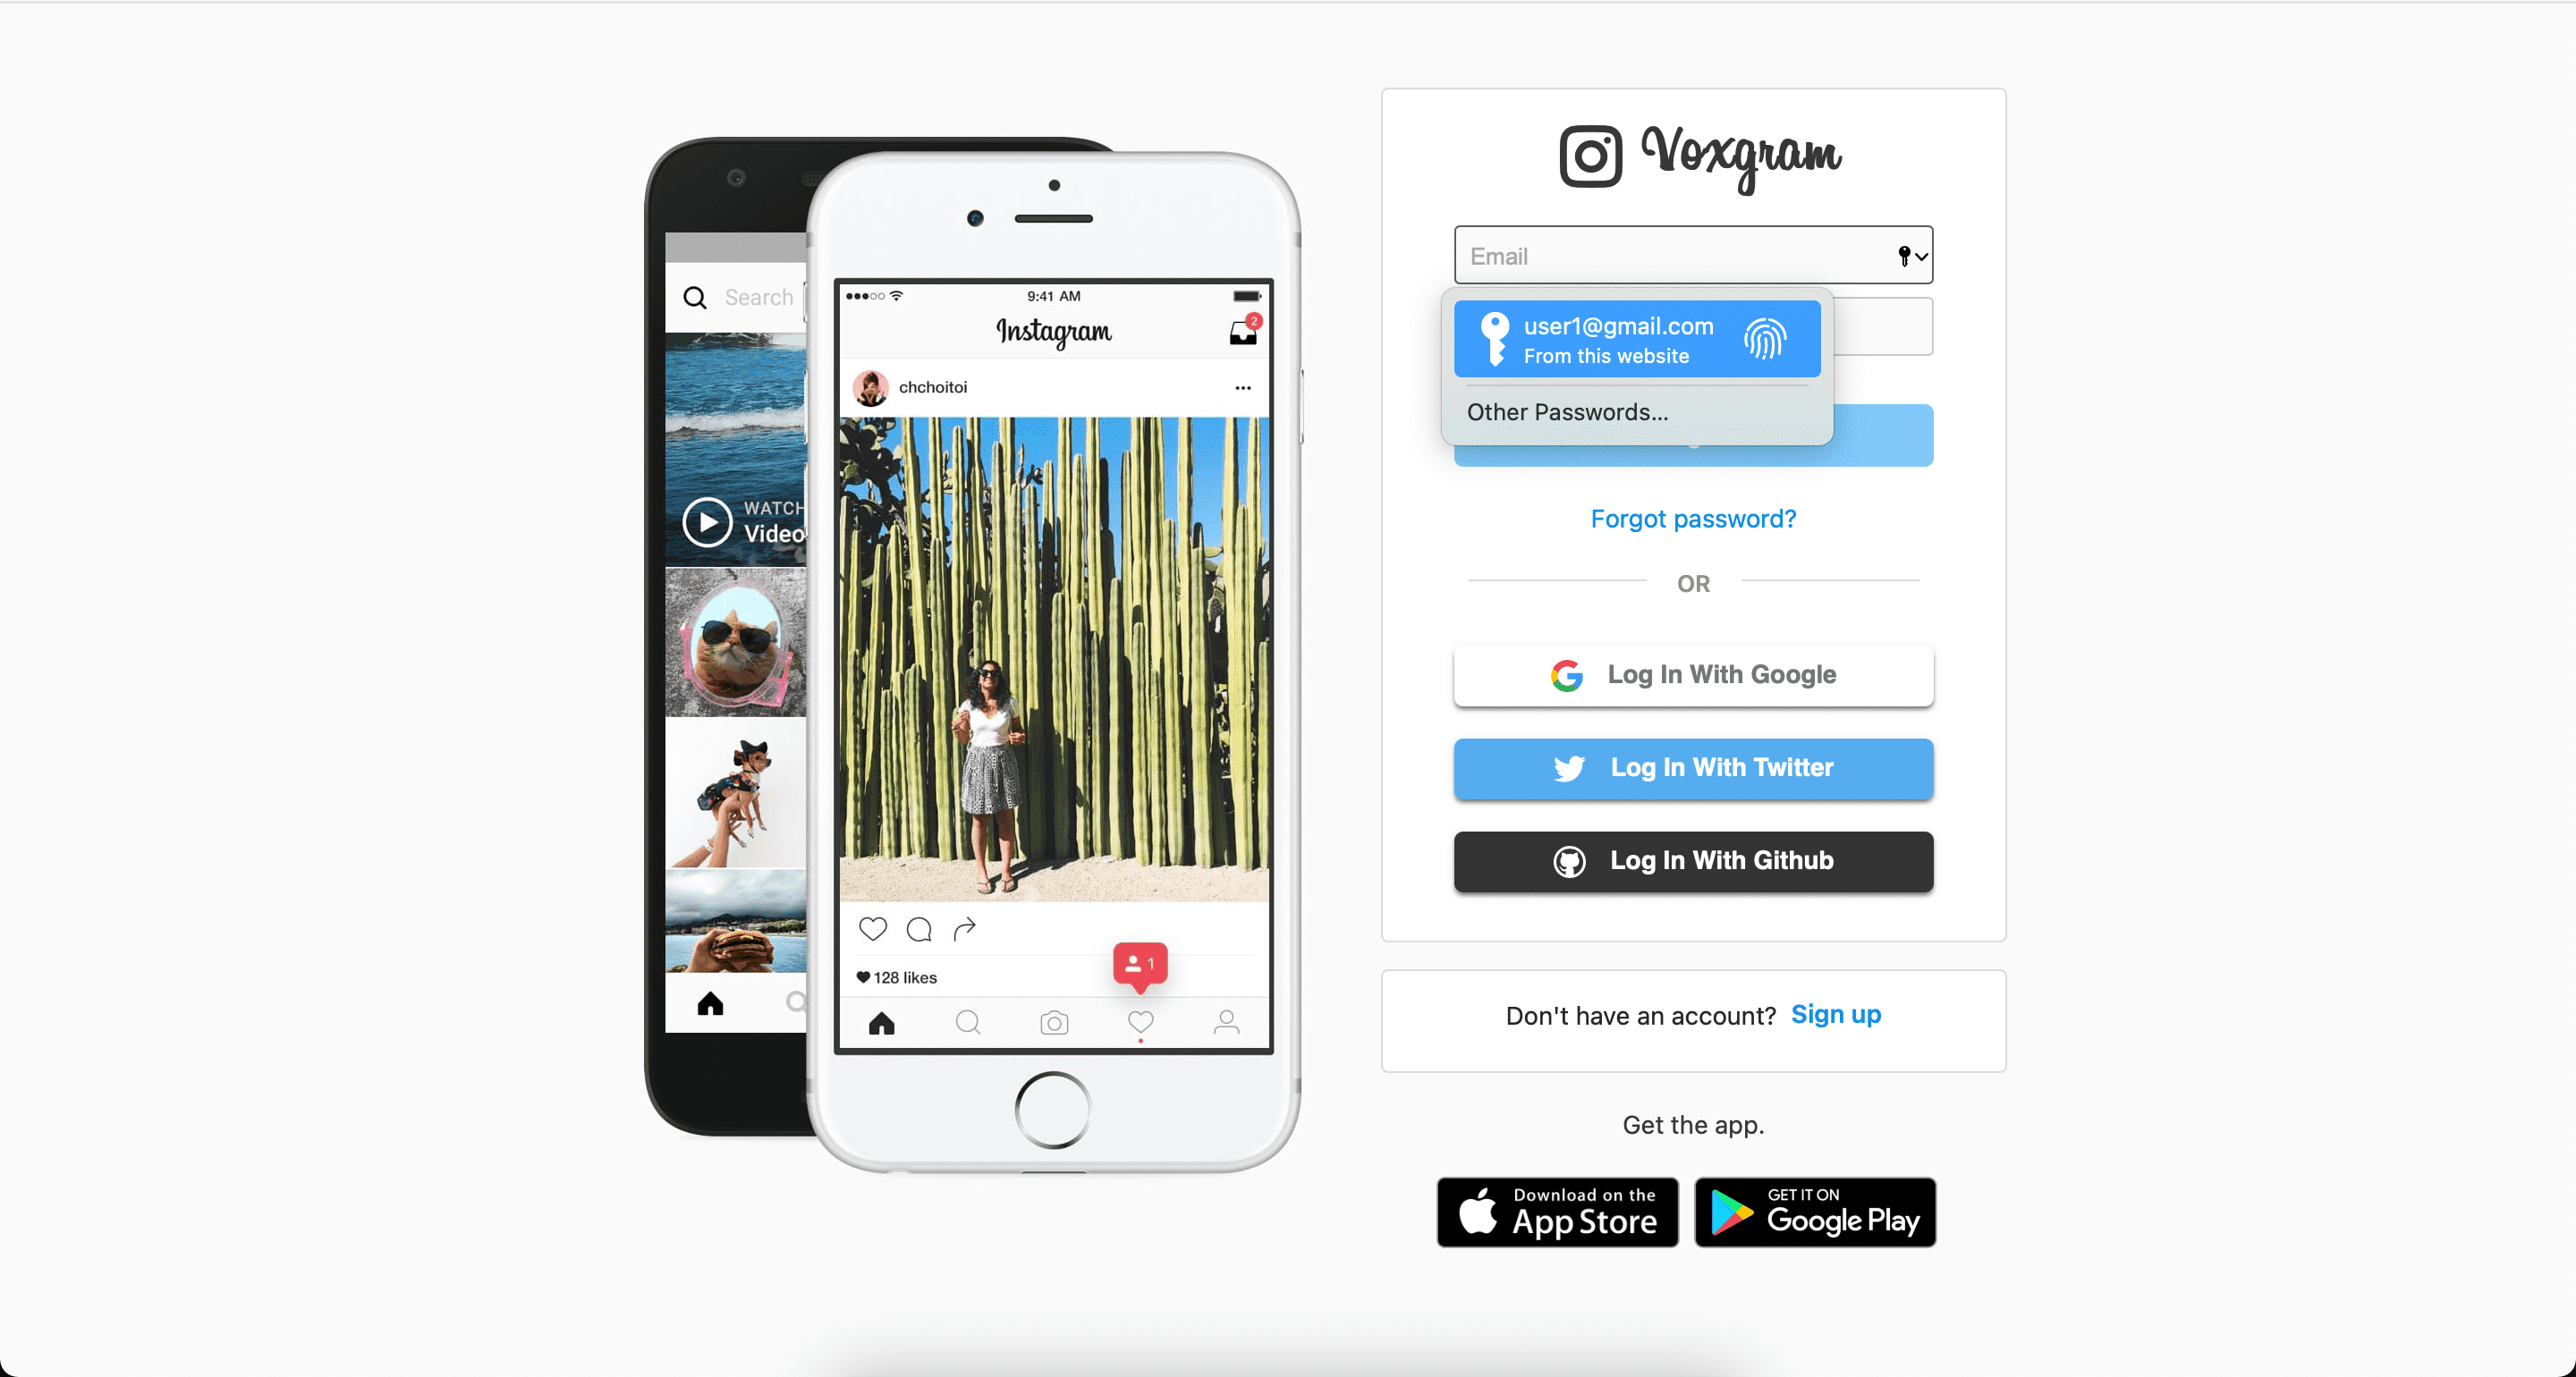 Search
WATCH
Video
9:41 AM
Instagram
2
chchoitoi
128 likes
1
Voxgram
Email
user1@gmail.com
From this website
Other Passwords...
Forgot password?
OR
Log In With Google
Log In With Twitter
Log In With Github
Don't have an account? Sign up
Get the app.
Download on the
App Store
GET IT ON
Google Play